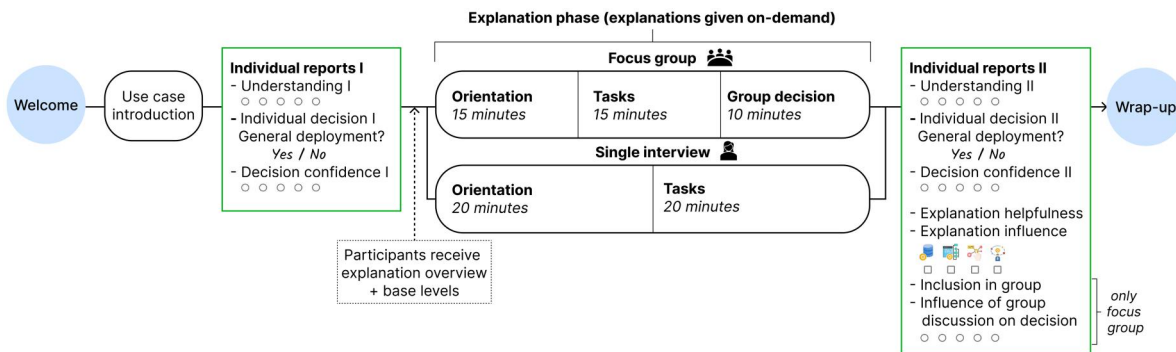 Explanation phase (explanations given on-demand)
Welcome
Use case
introduction
Individual reports I
- Understanding I
- Individual decision I
General deployment?
Yes / No
- Decision confidence I
Participants receive
explanation overview
+ base levels
Focus group
Orientation
15 minutes
Tasks
15 minutes
Group decision
10 minutes
Single interview
Orientation
20 minutes
Tasks
20 minutes
Individual reports II
- Understanding II
- Individual decision II
General deployment?
Yes / No
- Decision confidence II
- Explanation helpfulness
- Explanation influence
- Inclusion in group
- Influence of group
discussion on decision
only
focus
group
Wrap-up